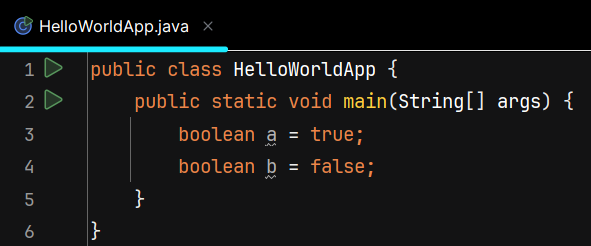 HelloWorldApp.java
1 public class HelloWorldApp {
2 public static void main(String[] args) {
3 boolean a = true;
4 boolean b = false;
5 }
6 }